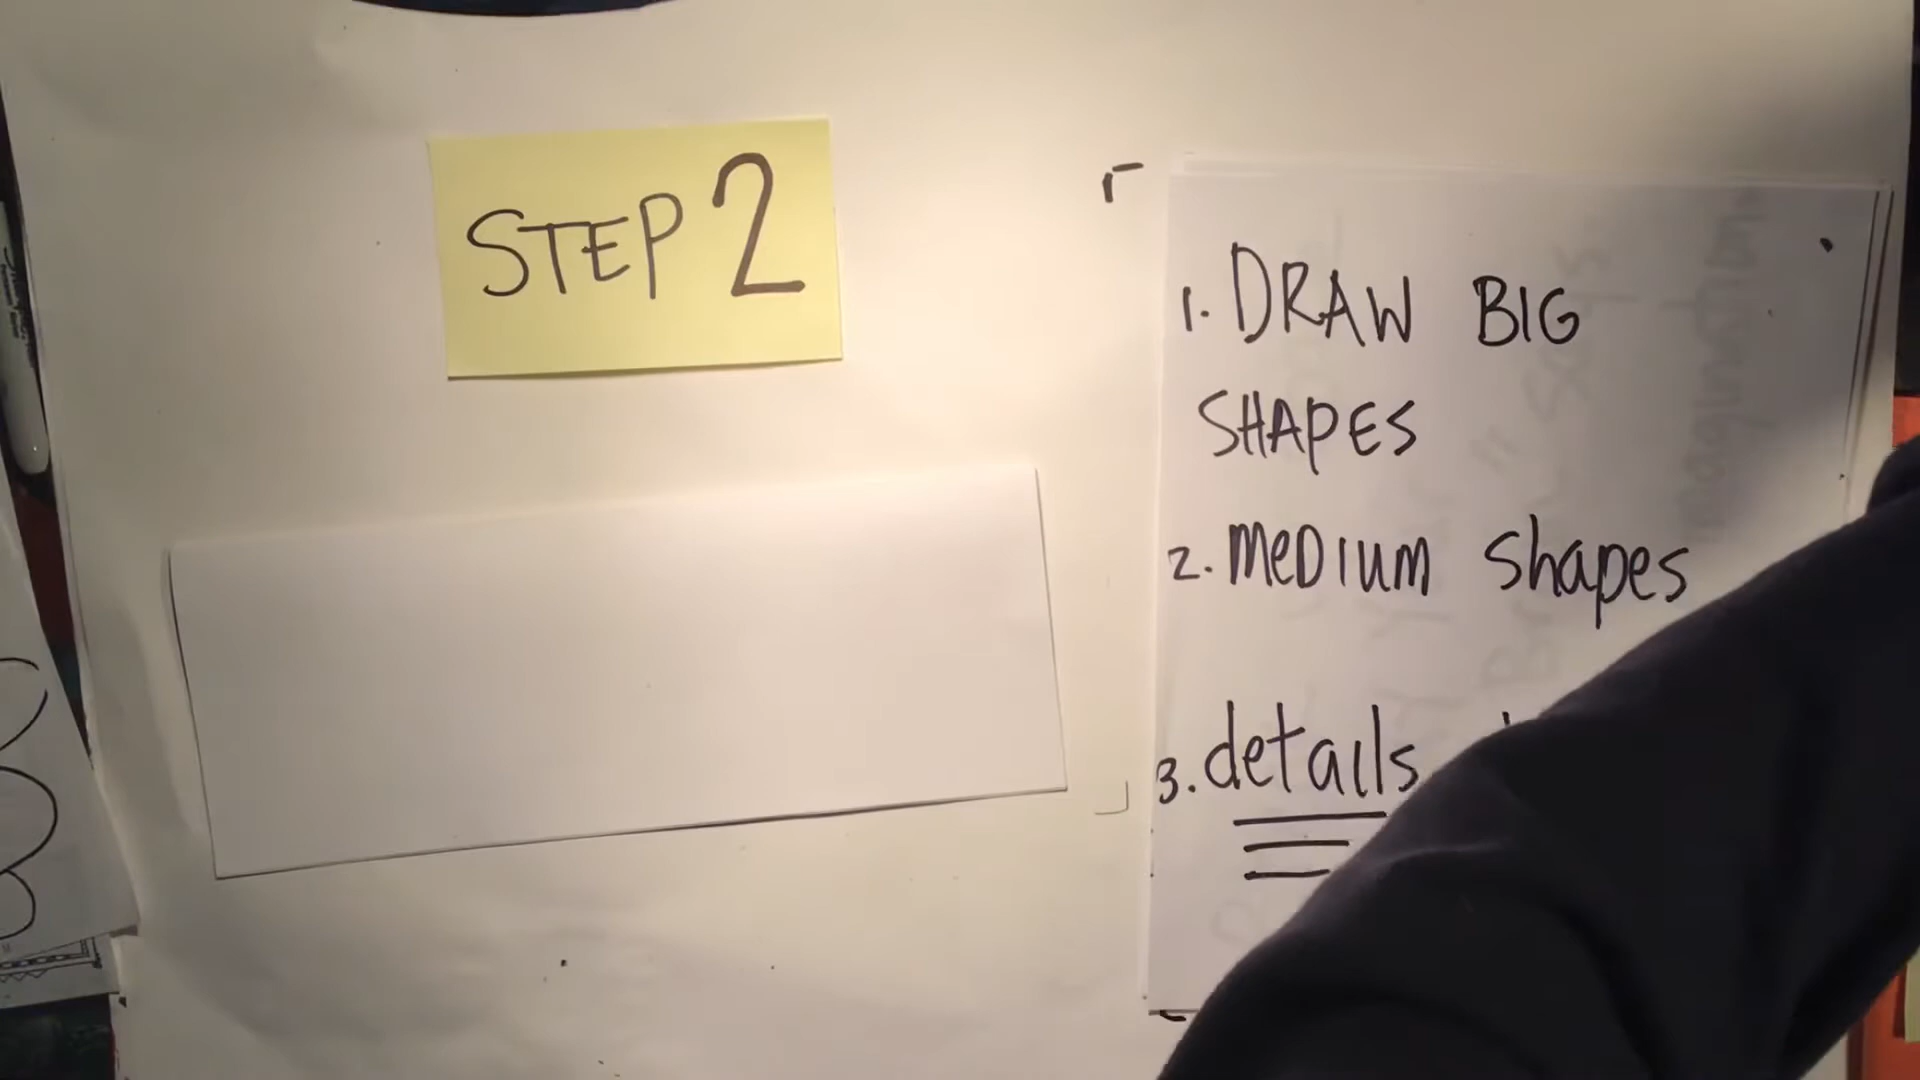 STEP 2
1. DRAW BIG
SHAPES
2. MeDIUM Shapes
3. details